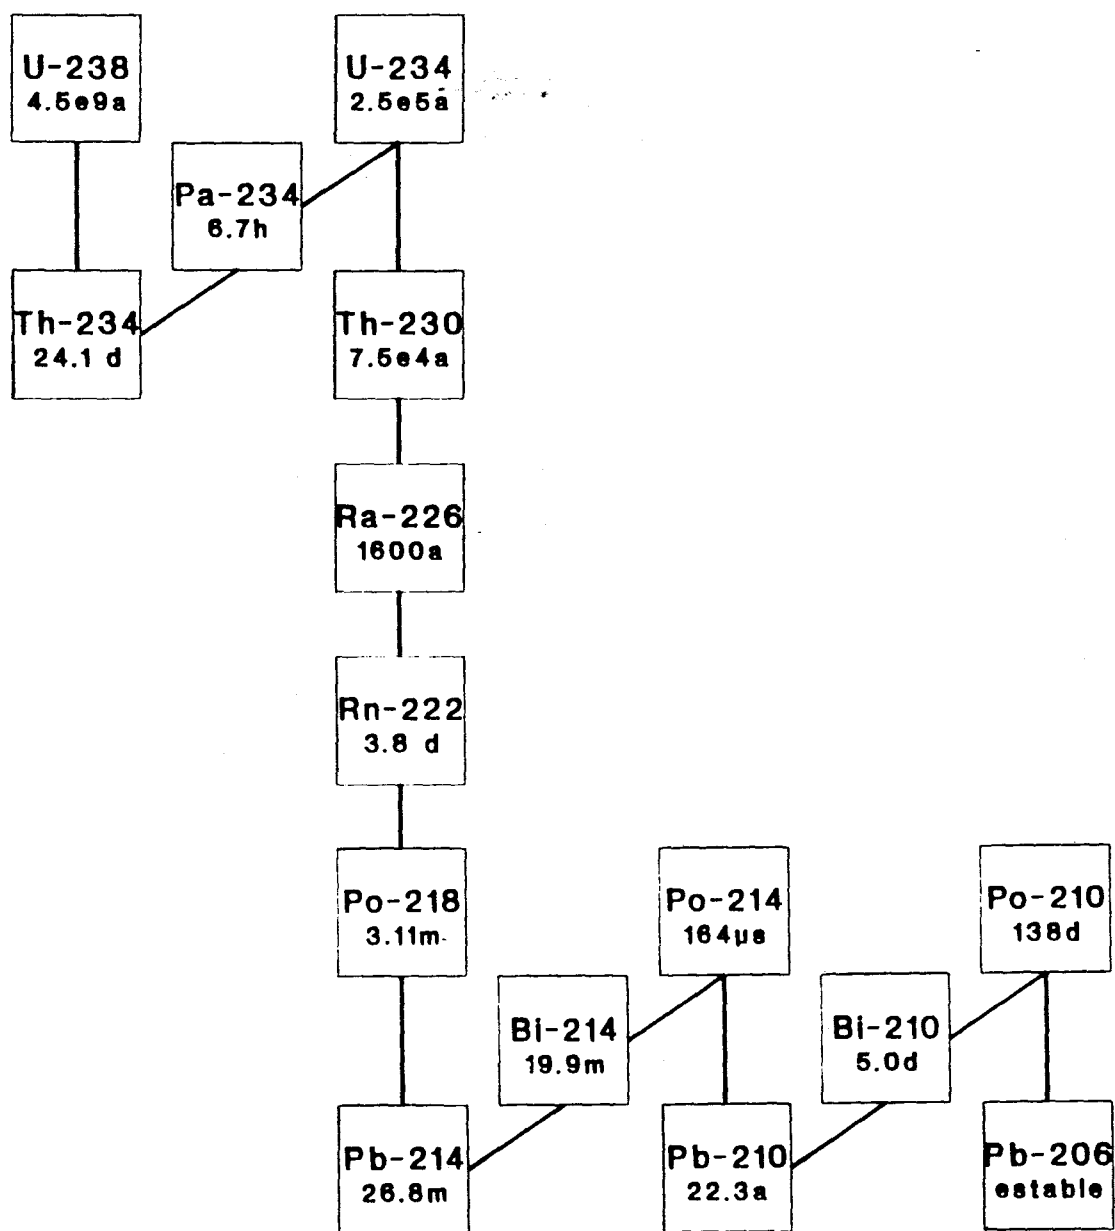 U-238
4.5e9a
U-234
2.5e5a
Pa-234
6.7h
Th-234
24.1 d
Th-230
7.5e4a
Ra-226
1600a
Rn-222
3.8 d
Po-218
3.11m
Po-214
164µs
Po-210
138d
Bi-214
19.9m
Bi-210
5.0d
Pb-214
26.8m
Pb-210
22.3a
Pb-206
estable